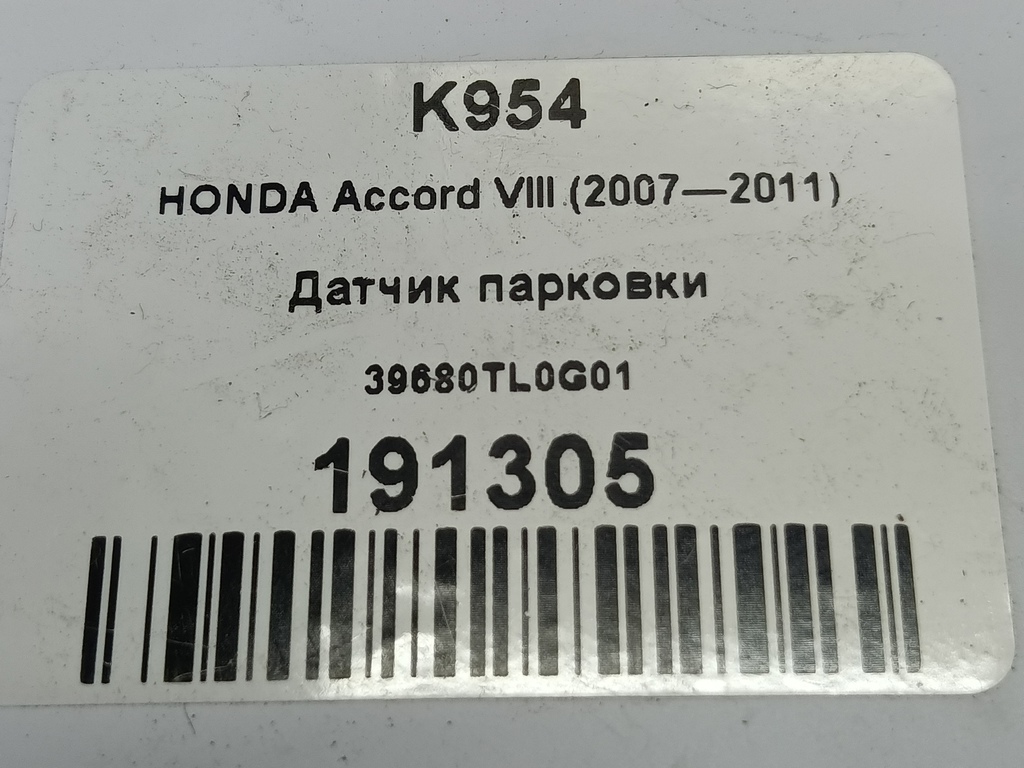 K954
HONDA Accord VIII (2007—2011)
Датчик парковки
39680TL0G01
191305